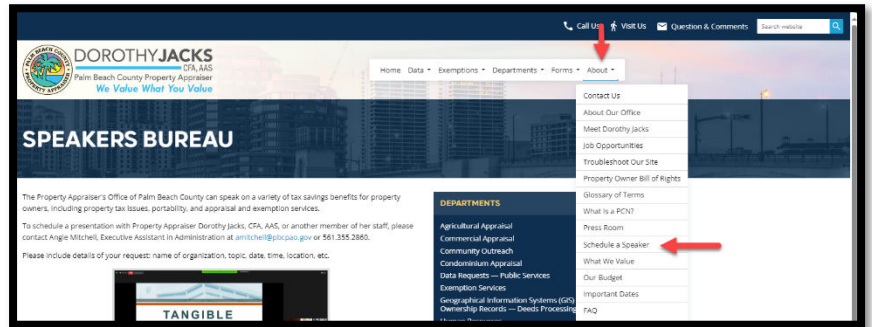 Call Us Visit Us Question & Comments Search website
DOROTHY JACKS
CFA, AAS
Palm Beach County Property Appraiser
We Value What You Value
Home Data Exemptions Departments Forms About
Contact Us
About Our Office
Meet Dorothy Jacks
Job Opportunities
Troubleshoot Our Site
Property Owner Bill of Rights
Glossary of Terms
What is a PCN?
Press Room
Schedule a Speaker
What We Value
Our Budget
Important Dates
FAQ
SPEAKERS BUREAU
The Property Appraiser's Office of Palm Beach County can speak on a variety of tax savings benefits for property
owners, including property tax issues, portability, and appraisal and exemption services.
To schedule a presentation with Property Appraiser Dorothy Jacks, CFA, AAS, or another member of her staff, please
contact Angie Mitchell, Executive Assistant in Administration at amitchell@pbcpao.gov or 561.355.2860.
Please include details of your request: name of organization, topic, date, time, location, etc.
TANGIBLE
DEPARTMENTS
Agricultural Appraisal
Commercial Appraisal
Community Outreach
Condominium Appraisal
Data Requests — Public Services
Exemption Services
Geographical Information Systems (GIS)
Ownership Records — Deeds Processing